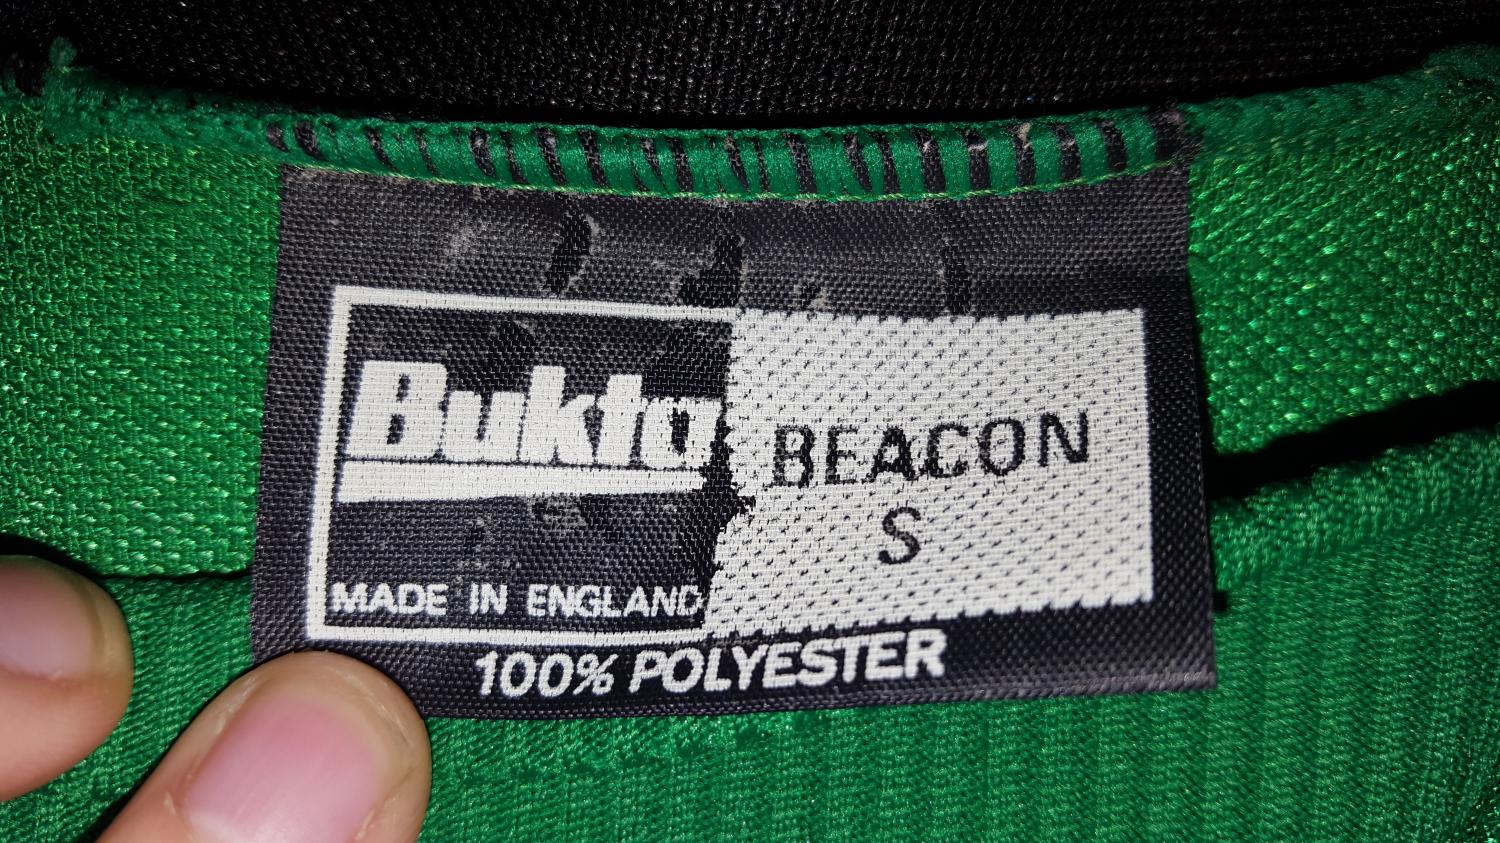 Bukta
BEACON
S
MADE IN ENGLAND
100% POLYESTER